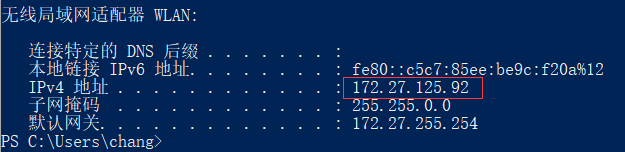 无线局域网适配器 WLAN:
连接特定的 DNS 后缀 . . . . . . . :
本地链接 IPv6 地址. . . . . . . . : fe80::c5c7:85ee:be9c:f20a%12
IPv4 地址 . . . . . . . . . . . . : 172.27.125.92
子网掩码  . . . . . . . . . . . . : 255.255.0.0
默认网关. . . . . . . . . . . . . : 172.27.255.254
PS C:\Users\chang>